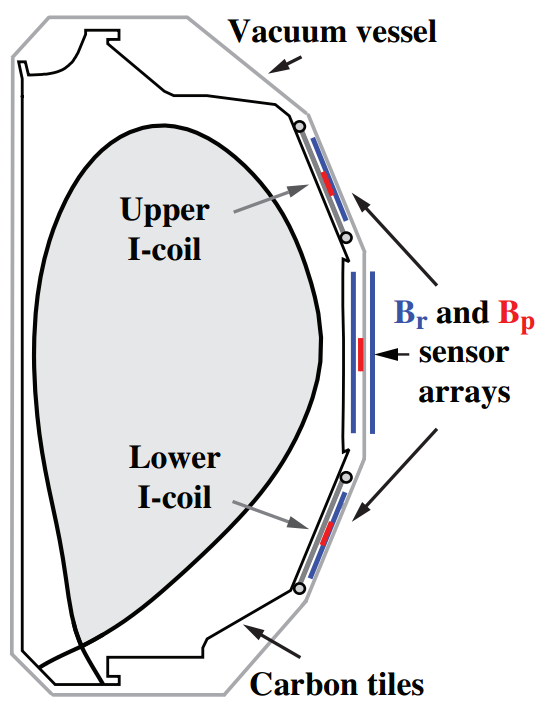 Vacuum vessel
Upper
I-coil
Br and Bp
sensor
arrays
Lower
I-coil
Carbon tiles